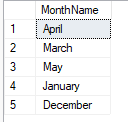 MonthName
1 April
2 March
3 May
4 January
5 December